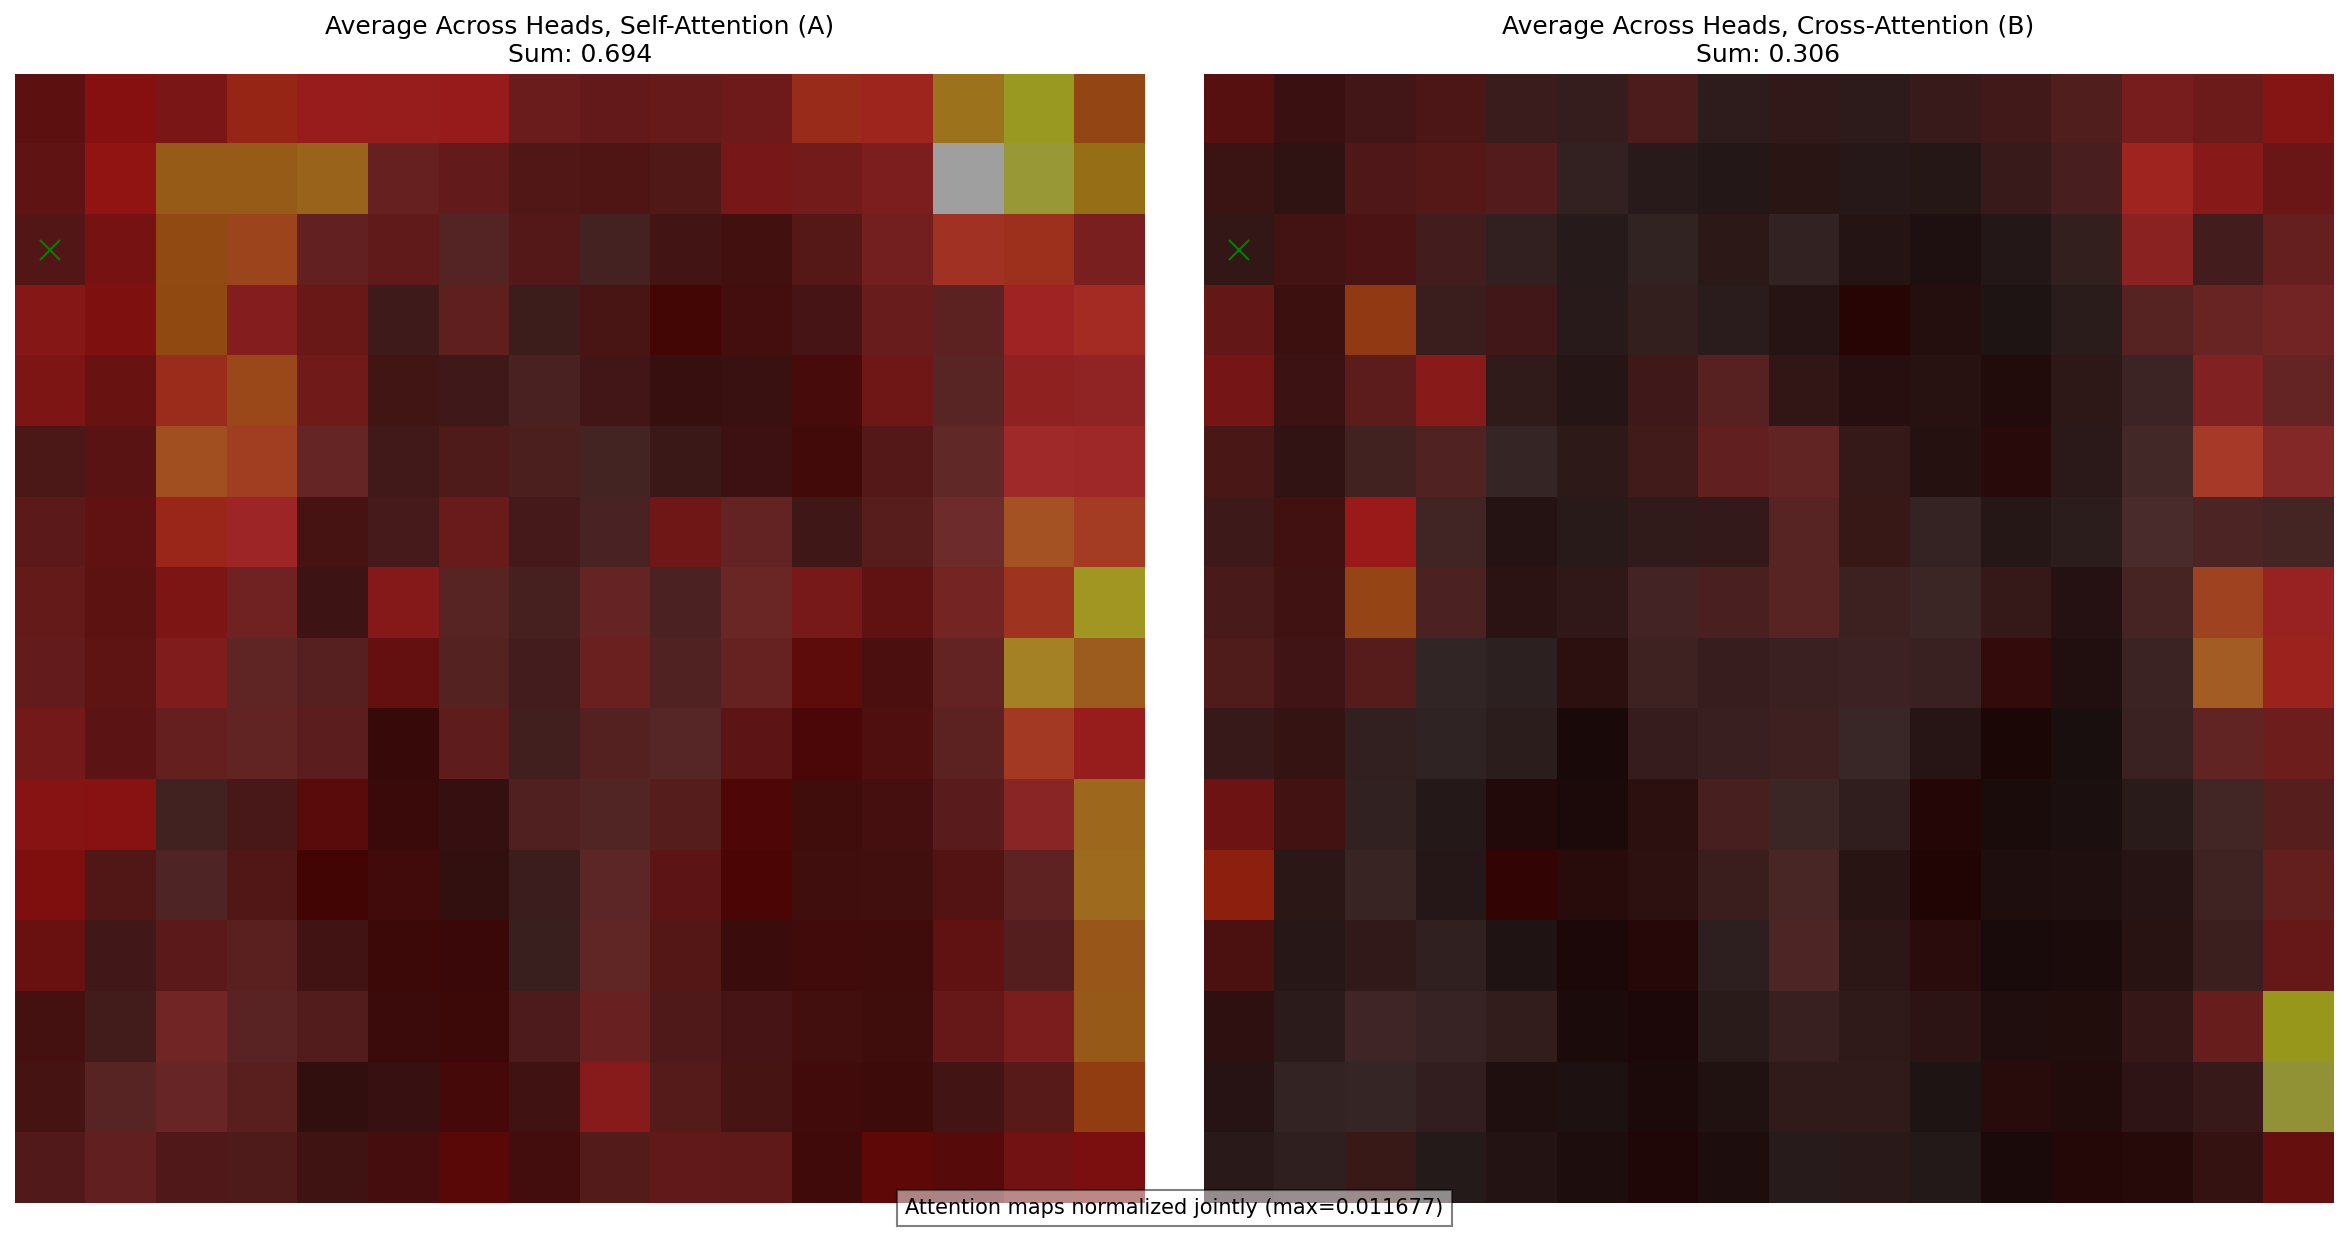 Average Across Heads, Self-Attention (A)
Sum: 0.694
Average Across Heads, Cross-Attention (B)
Sum: 0.306
Attention maps normalized jointly (max=0.011677)